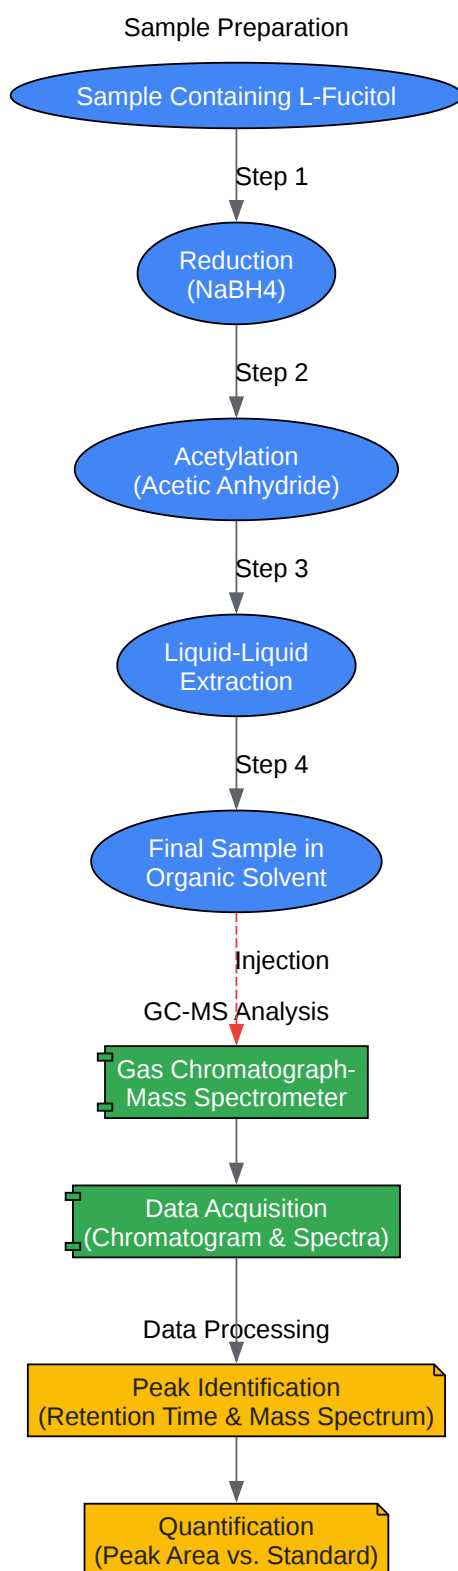 Sample Preparation
Sample Containing L-Fucitol
Step 1
Reduction
(NaBH4)
Step 2
Acetylation
(Acetic Anhydride)
Step 3
Liquid-Liquid
Extraction
Step 4
Final Sample in
Organic Solvent
Injection
GC-MS Analysis
Gas Chromatograph-
Mass Spectrometer
Data Acquisition
(Chromatogram & Spectra)
Data Processing
Peak Identification
(Retention Time & Mass Spectrum)
Quantification
(Peak Area vs. Standard)